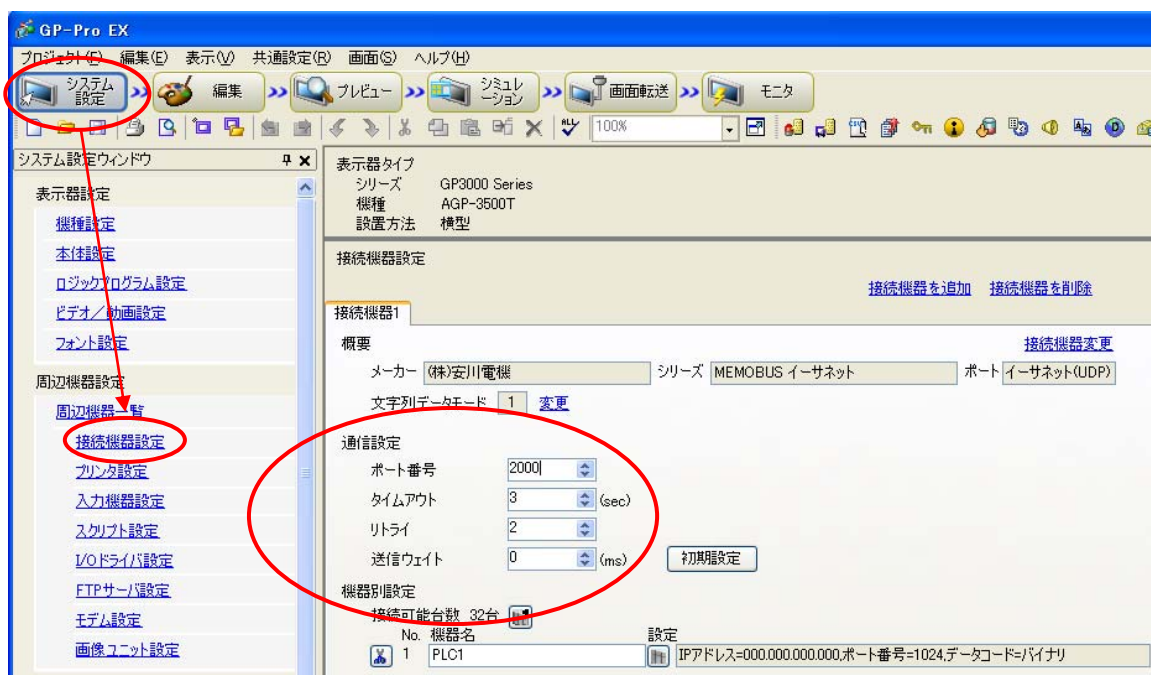 GP-Pro EX
プロジェクト(F) 編集(E) 表示(V) 共通設定(R) 画面(S) ヘルプ(H)
システム設定 編集 プレビュー シミュレーション 画面転送 モニタ
100%
システム設定ウィンドウ
表示器設定
機種設定
本体設定
ロジックプログラム設定
ビデオ/動画設定
フォント設定
周辺機器設定
周辺機器一覧
接続機器設定
プリンタ設定
入力機器設定
スクリプト設定
I/Oドライバ設定
FTPサーバ設定
モデム設定
画像ユニット設定
表示器タイプ
シリーズ GP3000 Series
機種 AGP-3500T
設置方法 横型
接続機器設定
接続機器を追加 接続機器を削除
接続機器1
概要 接続機器変更
メーカー (株)安川電機 シリーズ MEMOBUS イーサネット ポート イーサネット(UDP)
文字列データモード 1 変更
通信設定
ポート番号 2000
タイムアウト 3 (sec)
リトライ 2
送信ウェイト 0 (ms) 初期設定
機器別設定
接続可能台数 32台
No. 機器名 設定
1 PLC1 IPアドレス=000.000.000.000,ポート番号=1024,データコード=バイナリ